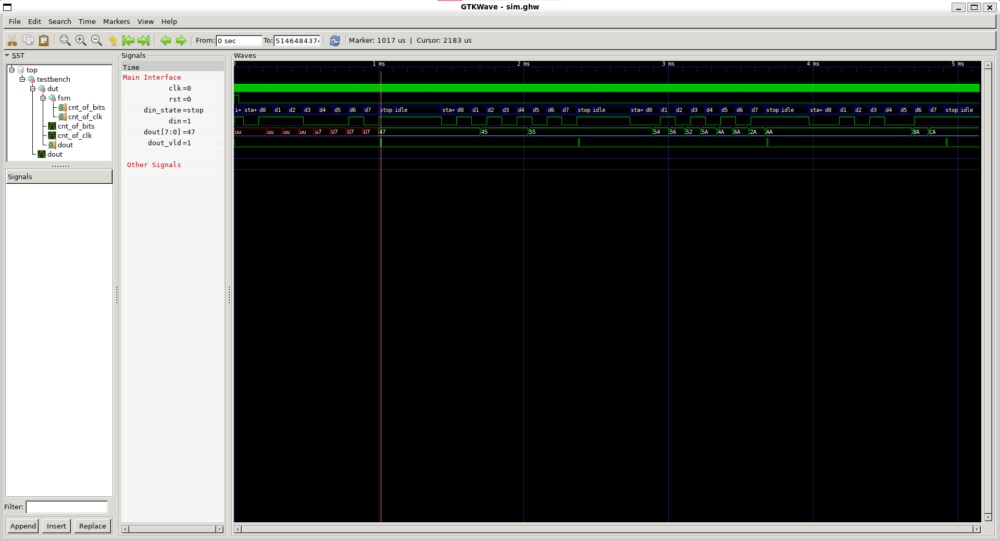 GTKWave - sim.ghw
File Edit Search Time Markers View Help
From: 0 sec To: 5146484374 Marker: 1017 us | Cursor: 2183 us
SST
top
testbench
dut
fsm
cnt_of_bits
cnt_of_clk
cnt_of_bits
cnt_of_clk
dout
dout
Signals
Filter:
Append Insert Replace
Signals
Time
Main Interface
clk=0
rst=0
din_state=stop
din=1
dout[7:0]=47
dout_vld=1
Other Signals
Waves
0 1 ms 2 ms 3 ms 4 ms 5 ms
i+ sta+ d0 d1 d2 d3 d4 d5 d6 d7 stop idle sta+ d0 d1 d2 d3 d4 d5 d6 d7 stop idle sta+ d0 d1 d2 d3 d4 d5 d6 d7 stop idle sta+ d0 d1 d2 d3 d4 d5 d6 d7 stop idle
uu uu uu uu u7 U7 U7 U7 47 45 55 54 56 52 5A 4A 6A 2A AA 8A CA